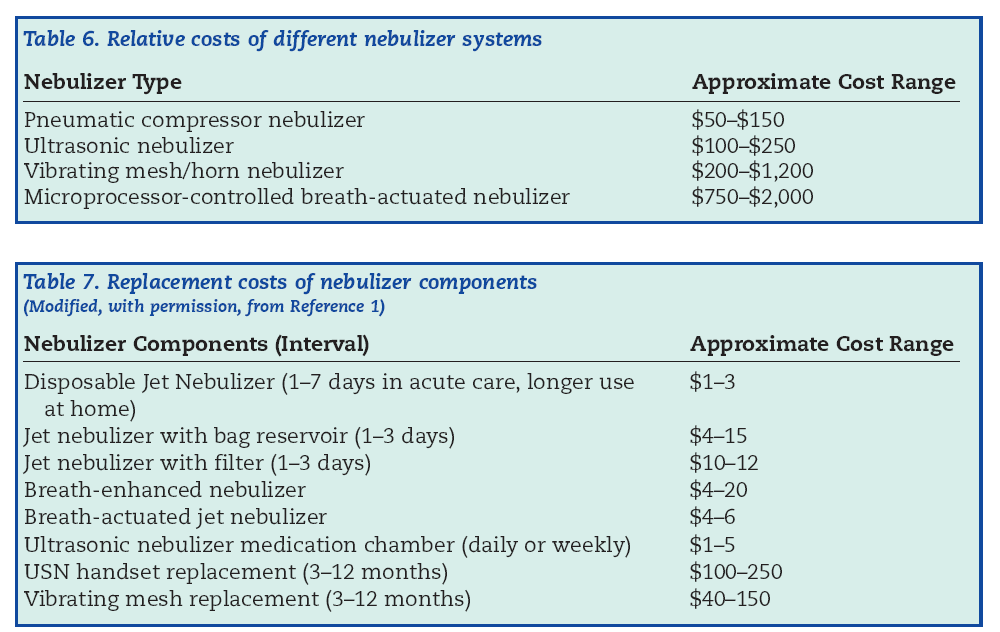 Table 6. Relative costs of different nebulizer systems
Nebulizer Type Approximate Cost Range
Pneumatic compressor nebulizer $50–$150
Ultrasonic nebulizer $100–$250
Vibrating mesh/horn nebulizer $200–$1,200
Microprocessor-controlled breath-actuated nebulizer $750–$2,000
Table 7. Replacement costs of nebulizer components
(Modified, with permission, from Reference 1)
Nebulizer Components (Interval) Approximate Cost Range
Disposable Jet Nebulizer (1–7 days in acute care, longer use $1–3
at home)
Jet nebulizer with bag reservoir (1–3 days) $4–15
Jet nebulizer with filter (1–3 days) $10–12
Breath-enhanced nebulizer $4–20
Breath-actuated jet nebulizer $4–6
Ultrasonic nebulizer medication chamber (daily or weekly) $1–5
USN handset replacement (3–12 months) $100–250
Vibrating mesh replacement (3–12 months) $40–150